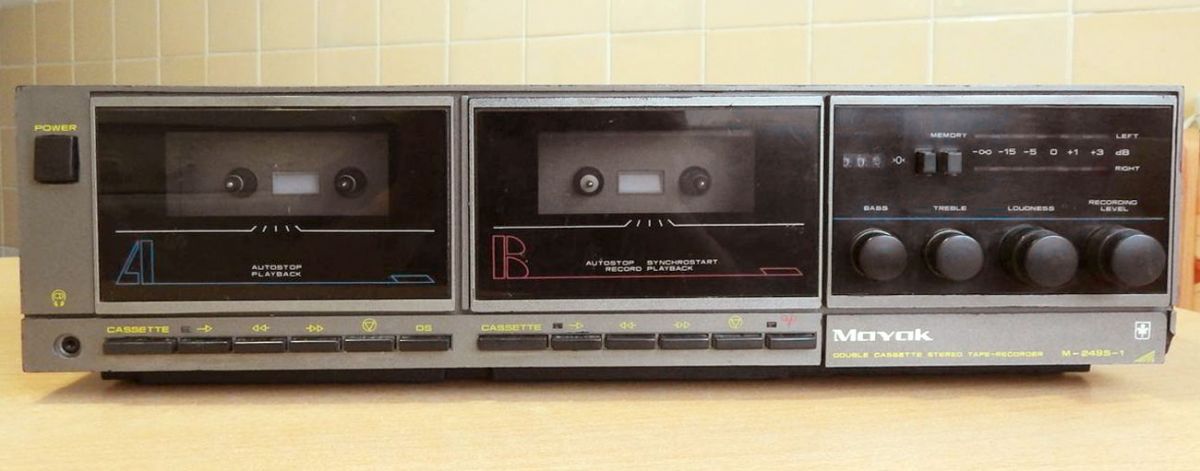 POWER
A
AUTOSTOP
PLAYBACK
B
AUTOSTOP SYNCHROSTART
RECORD PLAYBACK
MEMORY
LEFT
-∞ -15 -5 0 +1 +3 dB
RIGHT
BASS TREBLE LOUDNESS RECORDING LEVEL
CASSETTE DS
CASSETTE
Mayak
DOUBLE CASSETTE STEREO TAPE-RECORDER M-249S-1